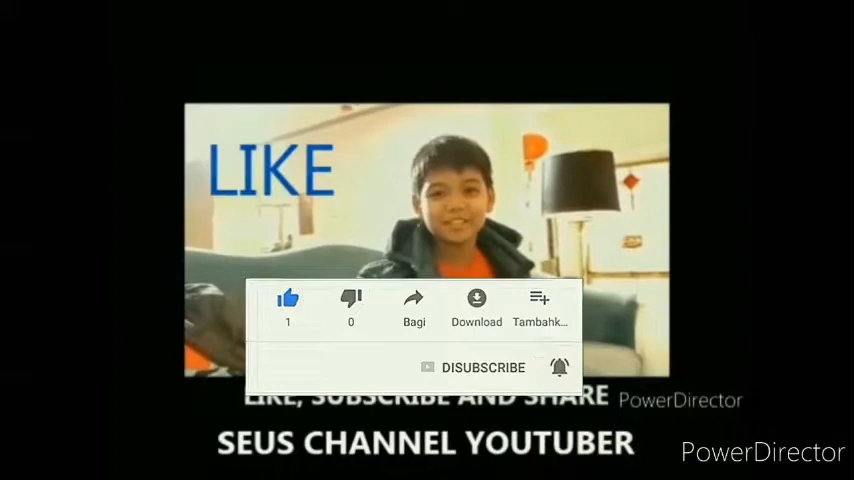 LIKE
1 0 Bagi Download Tambahk...
DISUBSCRIBE
LIKE, SUBSCRIBE AND SHARE
PowerDirector
SEUS CHANNEL YOUTUBER
PowerDirector